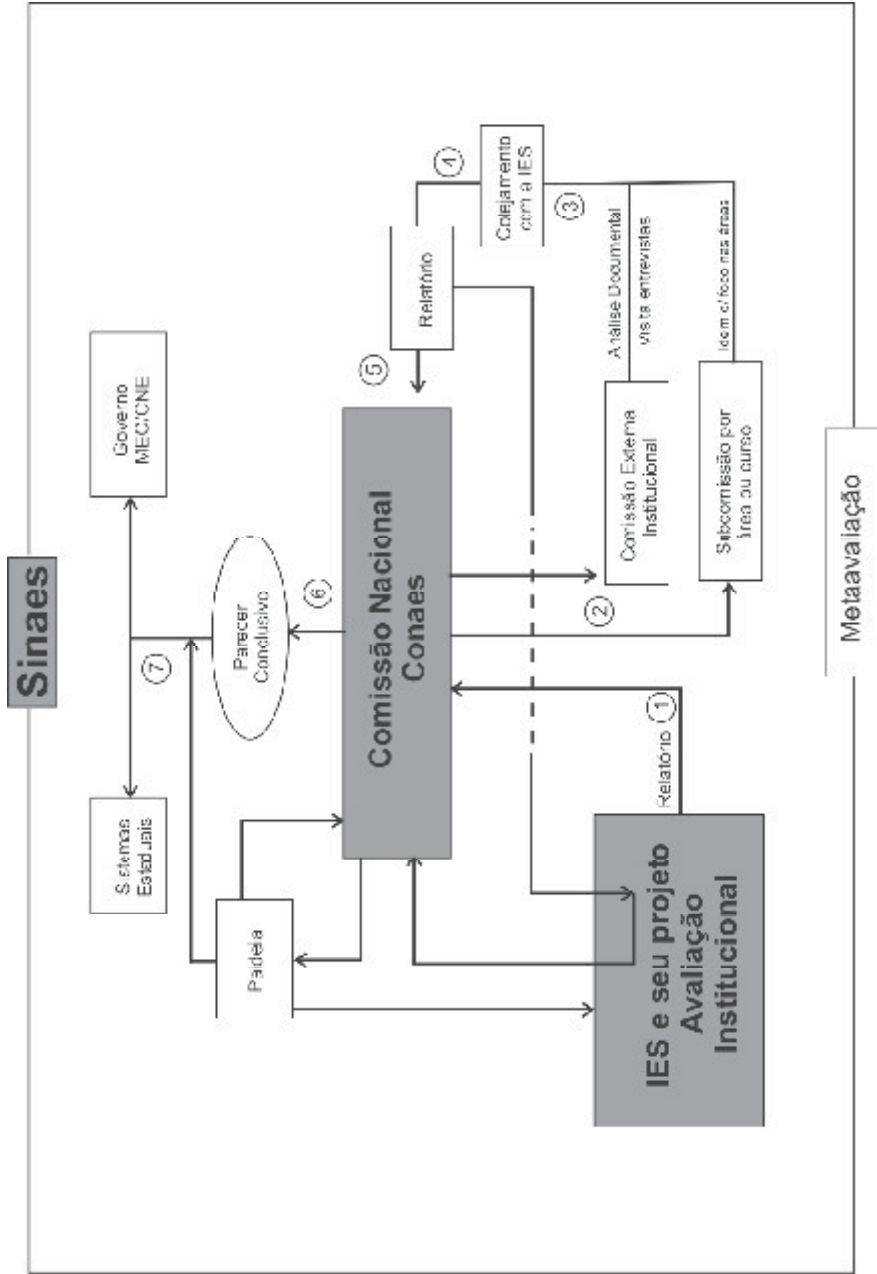 Sinaes
Sistemas
Estaduais
Governo
MEC/CNE
7
Parecer
Conclusivo
6
Paideia
Comissão Nacional
Conaes
5
Relatório
4
Cotejamento
com a IES
3
Análise Documental
Visita entrevistas
Idem c/ foco nas áreas
2
Comissão Externa
Institucional
Subcomissão por
área ou curso
Relatório
1
IES e seu projeto
Avaliação
Institucional
Metaavaliação